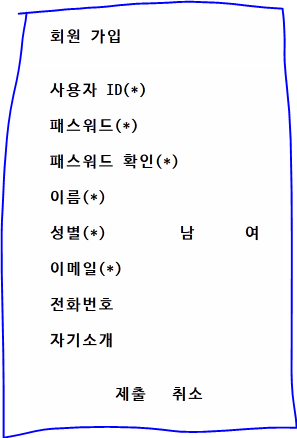 회원 가입
사용자 ID(*)
패스워드(*)
패스워드 확인(*)
이름(*)
성별(*) 남 여
이메일(*)
전화번호
자기소개
제출 취소